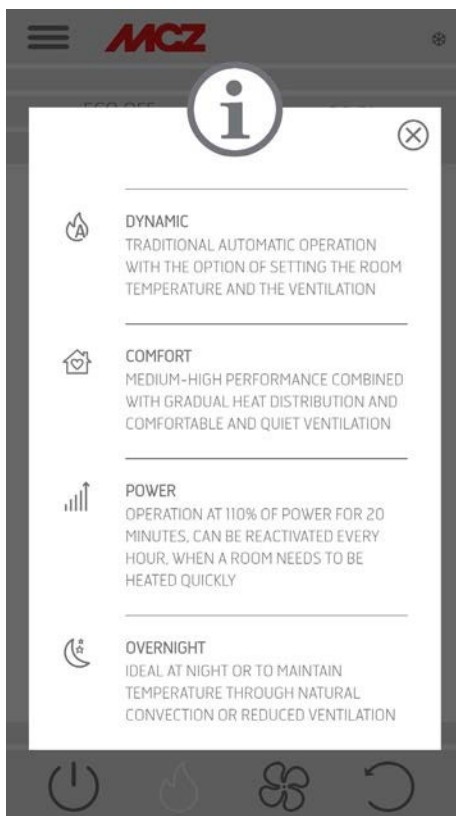 MCZ
ECO OFF
i
DYNAMIC
TRADITIONAL AUTOMATIC OPERATION
WITH THE OPTION OF SETTING THE ROOM
TEMPERATURE AND THE VENTILATION
COMFORT
MEDIUM-HIGH PERFORMANCE COMBINED
WITH GRADUAL HEAT DISTRIBUTION AND
COMFORTABLE AND QUIET VENTILATION
POWER
OPERATION AT 110% OF POWER FOR 20
MINUTES, CAN BE REACTIVATED EVERY
HOUR, WHEN A ROOM NEEDS TO BE
HEATED QUICKLY
OVERNIGHT
IDEAL AT NIGHT OR TO MAINTAIN
TEMPERATURE THROUGH NATURAL
CONVECTION OR REDUCED VENTILATION